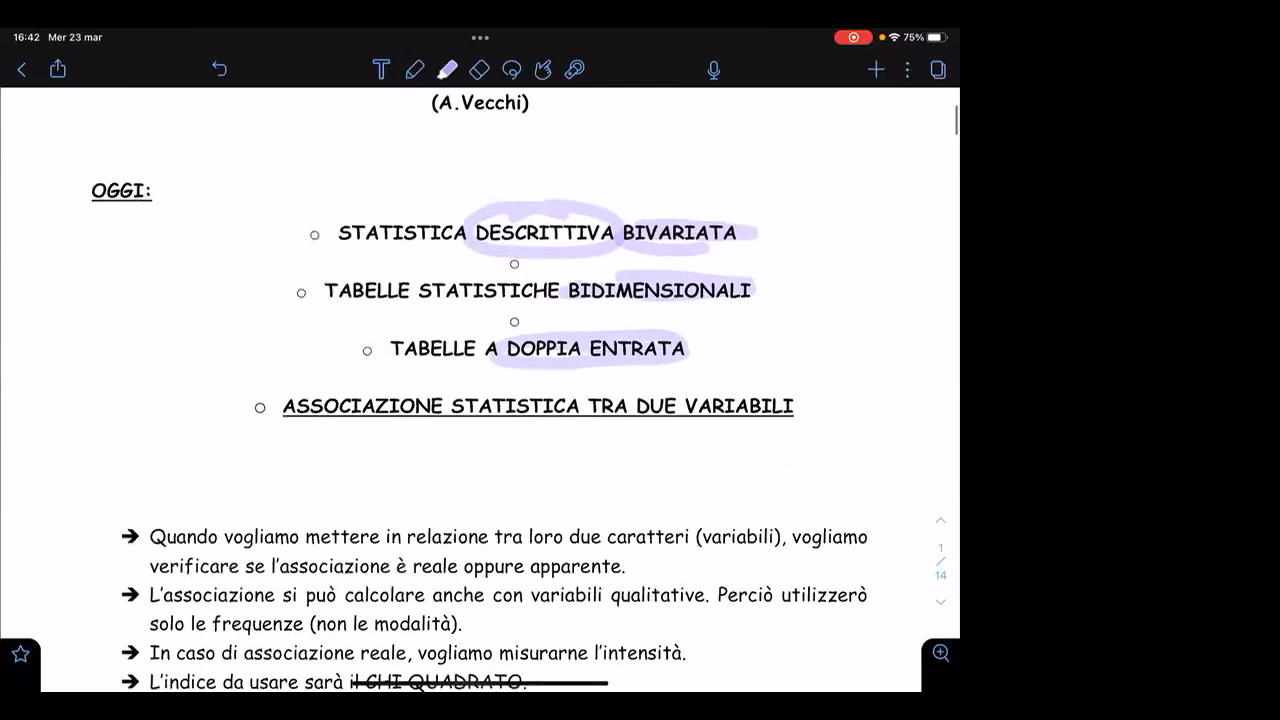 16:42 Mer 23 mar
75%
(A.Vecchi)
OGGI:
STATISTICA DESCRITTIVA BIVARIATA
TABELLE STATISTICHE BIDIMENSIONALI
TABELLE A DOPPIA ENTRATA
ASSOCIAZIONE STATISTICA TRA DUE VARIABILI
➔ Quando vogliamo mettere in relazione tra loro due caratteri (variabili), vogliamo
verificare se l'associazione è reale oppure apparente.
➔ L'associazione si può calcolare anche con variabili qualitative. Perciò utilizzerò
solo le frequenze (non le modalità).
➔ In caso di associazione reale, vogliamo misurarne l'intensità.
➔ L'indice da usare sarà il CHI QUADRATO.
1
/
14